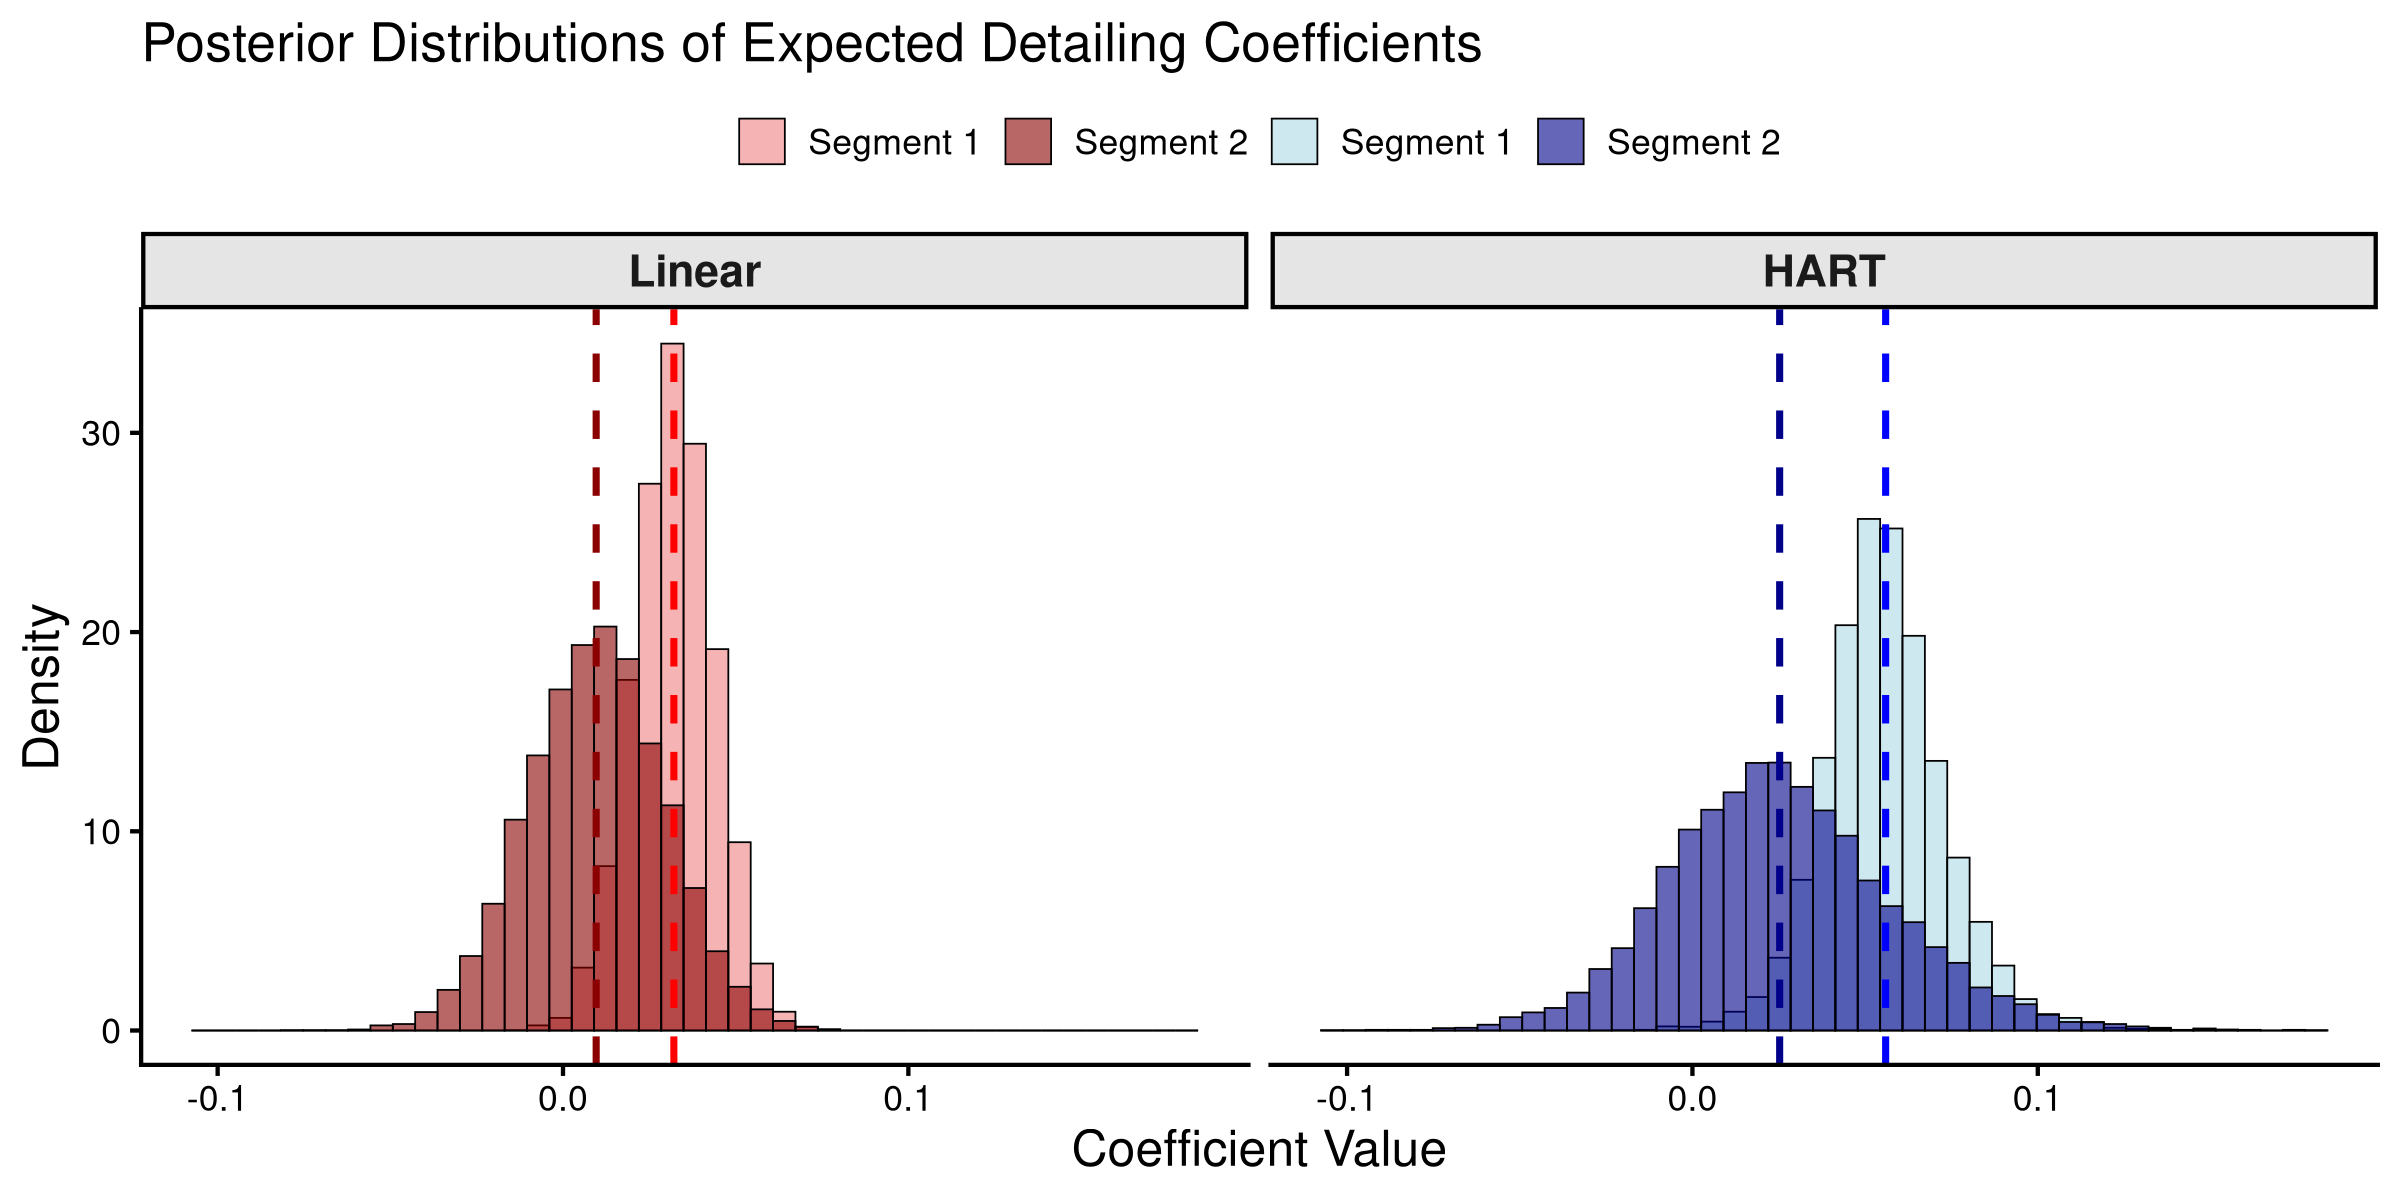 Posterior Distributions of Expected Detailing Coefficients
Segment 1 Segment 2 Segment 1 Segment 2
Linear HART
Density
30
20
10
0
-0.1 0.0 0.1 -0.1 0.0 0.1
Coefficient Value